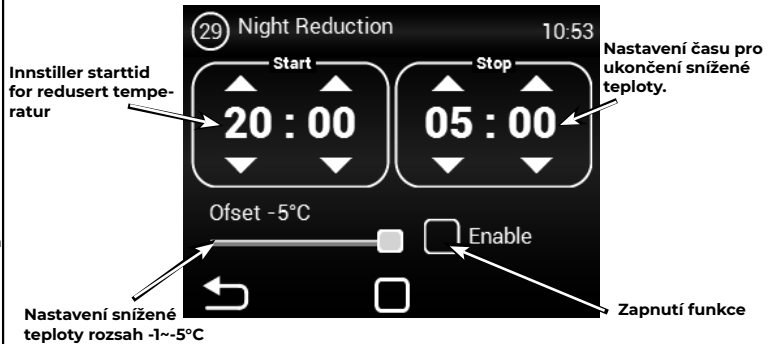 29 Night Reduction 10:53
Innstiller starttid
for redusert tempe-
ratur
Start
20 : 00
Stop
05 : 00
Nastavení času pro
ukončení snížené
teploty.
Ofset -5°C
Enable
Nastavení snížené
teploty rozsah -1~-5°C
Zapnutí funkce